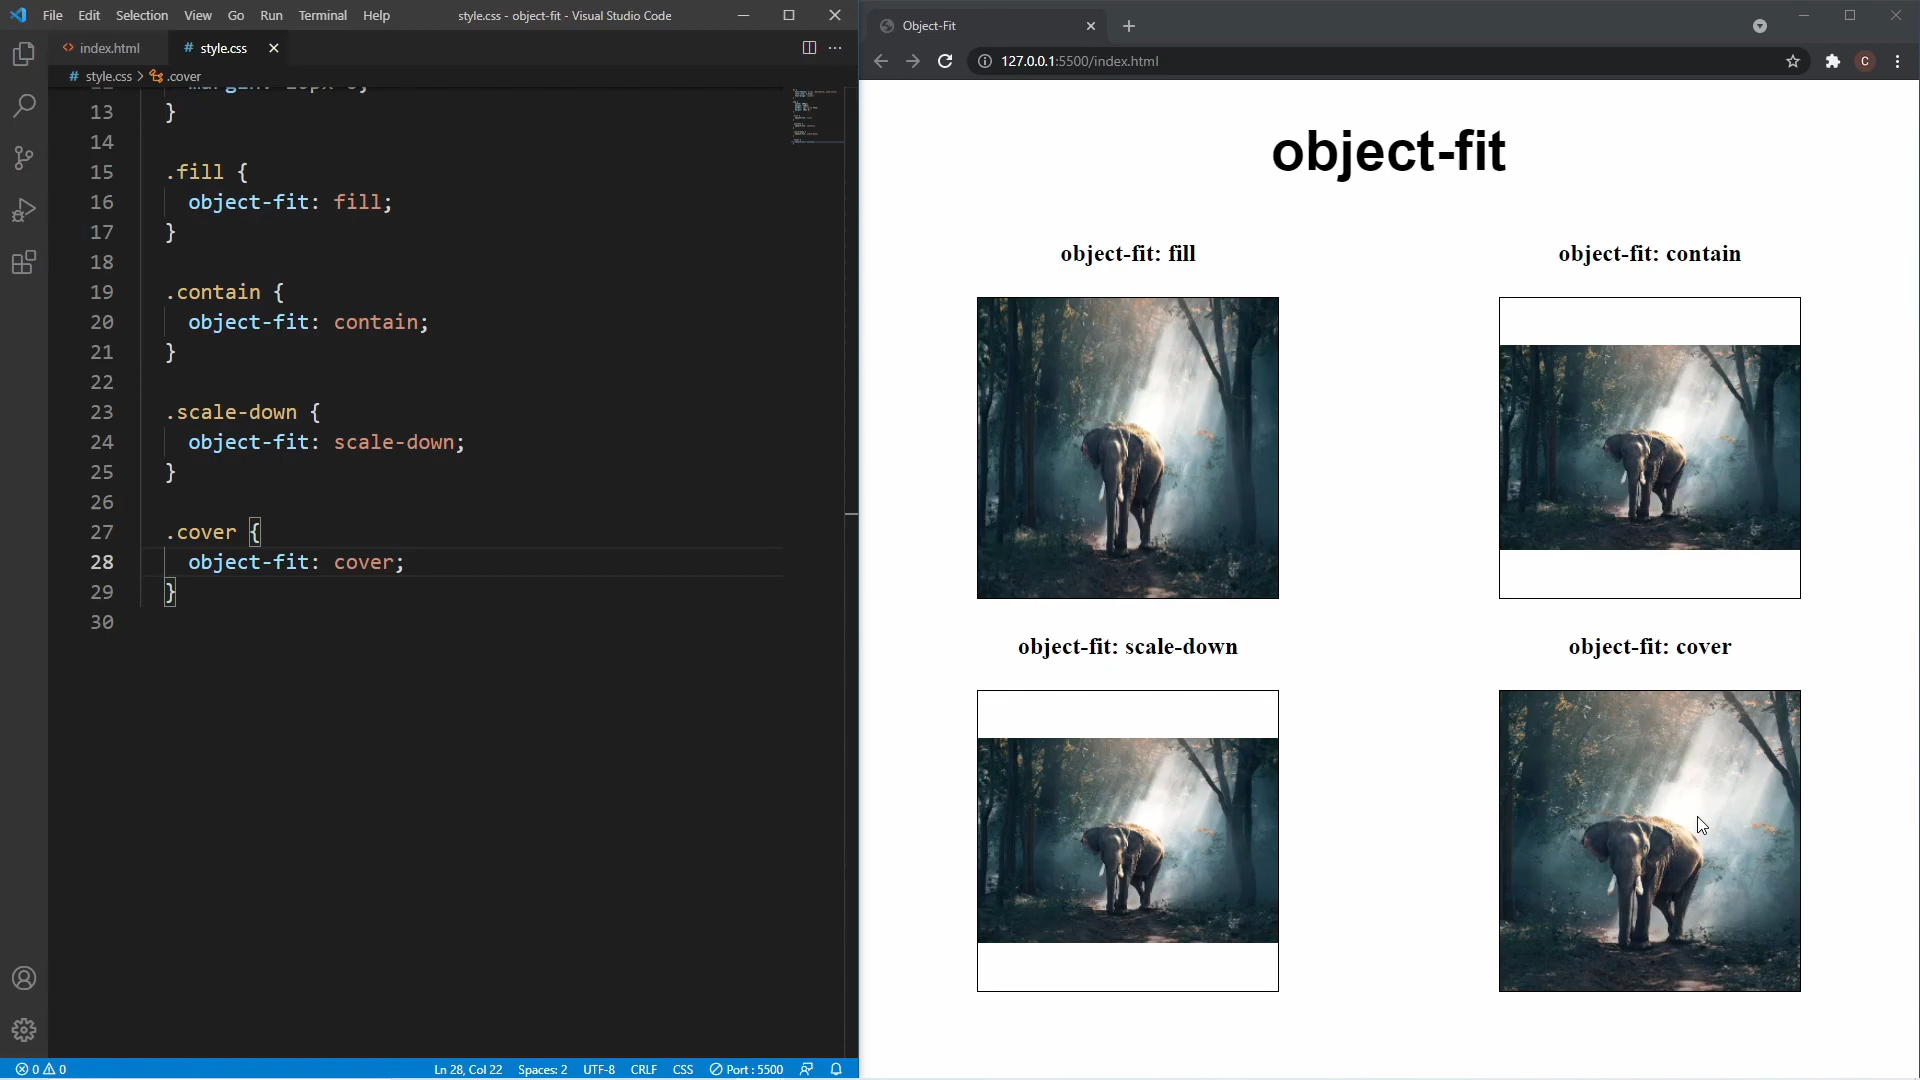 File Edit Selection View Go Run Terminal Help
style.css - object-fit - Visual Studio Code
index.html
# style.css
# style.css > .cover
13 }
14
15 .fill {
16 object-fit: fill;
17 }
18
19 .contain {
20 object-fit: contain;
21 }
22
23 .scale-down {
24 object-fit: scale-down;
25 }
26
27 .cover {
28 object-fit: cover;
29 }
30
0 0
Ln 28, Col 22 Spaces: 2 UTF-8 CRLF CSS Port : 5500
Object-Fit
127.0.0.1:5500/index.html
C
object-fit
object-fit: fill
object-fit: contain
object-fit: scale-down
object-fit: cover